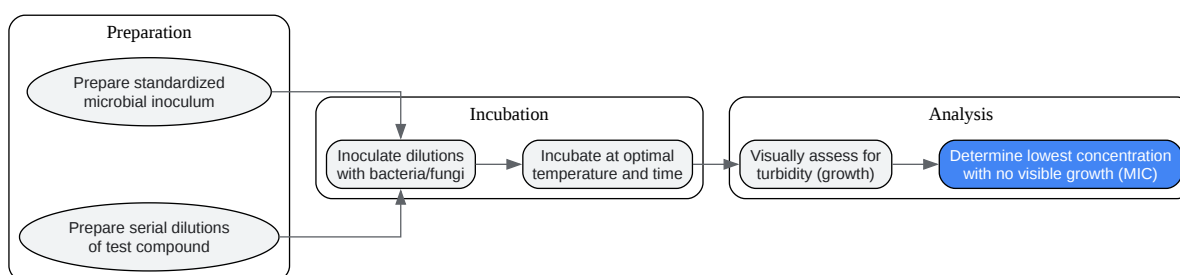 Preparation
Prepare standardized
microbial inoculum
Prepare serial dilutions
of test compound
Incubation
Inoculate dilutions
with bacteria/fungi
Incubate at optimal
temperature and time
Analysis
Visually assess for
turbidity (growth)
Determine lowest concentration
with no visible growth (MIC)